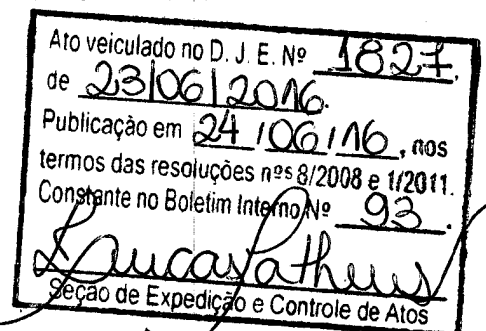 Ato veiculado no D. J. E. Nº 1827.
de 23/06/2016.
Publicação em 24/06/16, nos
termos das resoluções nºs 8/2008 e 1/2011.
Constante no Boletim Interno Nº 93.
Seção de Expedição e Controle de Atos